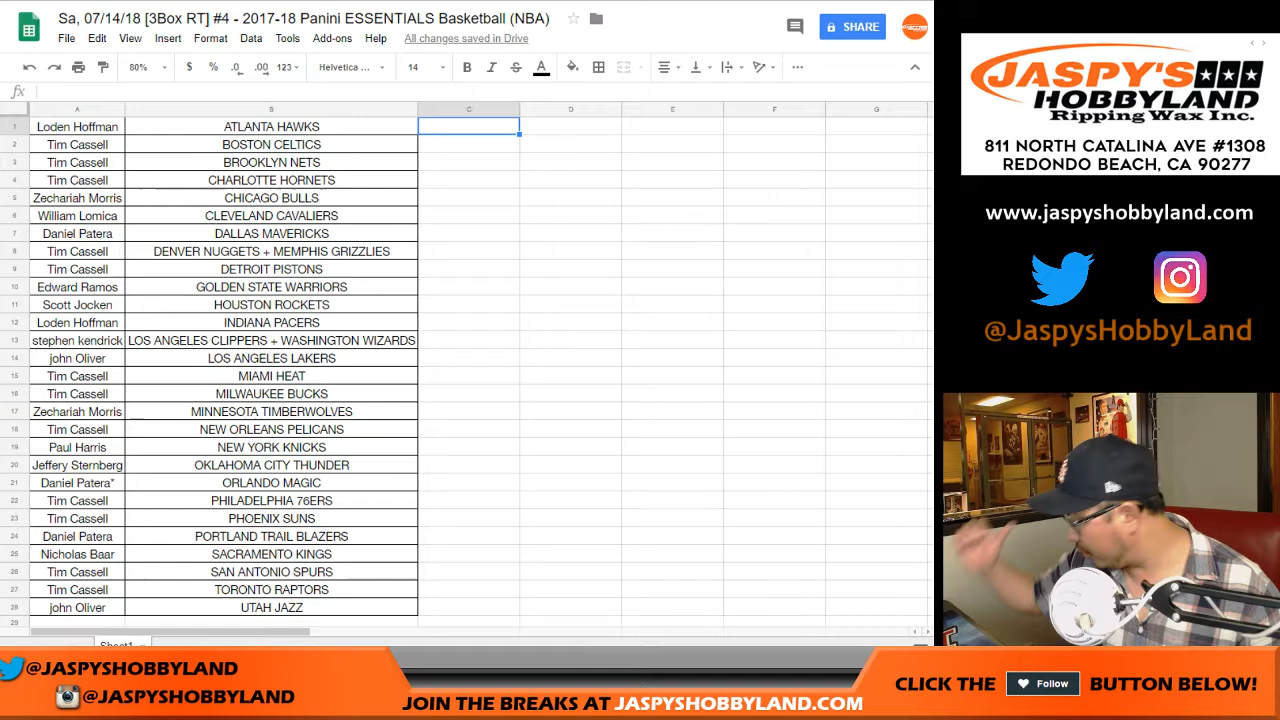 Sa, 07/14/18 [3Box RT] #4 - 2017-18 Panini ESSENTIALS Basketball (NBA)
SHARE
File Edit View Insert Format Data Tools Add-ons Help All changes saved in Drive
80% $ % .0 .00 123 Helvetica ... 14 B I S A
fx
A B C D E F G
1 Loden Hoffman ATLANTA HAWKS
2 Tim Cassell BOSTON CELTICS
3 Tim Cassell BROOKLYN NETS
4 Tim Cassell CHARLOTTE HORNETS
5 Zechariah Morris CHICAGO BULLS
6 William Lomica CLEVELAND CAVALIERS
7 Daniel Patera DALLAS MAVERICKS
8 Tim Cassell DENVER NUGGETS + MEMPHIS GRIZZLIES
9 Tim Cassell DETROIT PISTONS
10 Edward Ramos GOLDEN STATE WARRIORS
11 Scott Jocken HOUSTON ROCKETS
12 Loden Hoffman INDIANA PACERS
13 stephen kendrick LOS ANGELES CLIPPERS + WASHINGTON WIZARDS
14 john Oliver LOS ANGELES LAKERS
15 Tim Cassell MIAMI HEAT
16 Tim Cassell MILWAUKEE BUCKS
17 Zechariah Morris MINNESOTA TIMBERWOLVES
18 Tim Cassell NEW ORLEANS PELICANS
19 Paul Harris NEW YORK KNICKS
20 Jeffery Sternberg OKLAHOMA CITY THUNDER
21 Daniel Patera* ORLANDO MAGIC
22 Tim Cassell PHILADELPHIA 76ERS
23 Tim Cassell PHOENIX SUNS
24 Daniel Patera PORTLAND TRAIL BLAZERS
25 Nicholas Baar SACRAMENTO KINGS
26 Tim Cassell SAN ANTONIO SPURS
27 Tim Cassell TORONTO RAPTORS
28 john Oliver UTAH JAZZ
29
Sheet1
JASPY'S
HOBBYLAND
Ripping Wax Inc.
811 NORTH CATALINA AVE #1308
REDONDO BEACH, CA 90277
www.jaspyshobbyland.com
@JaspysHobbyLand
@JASPYSHOBBYLAND
@JASPYSHOBBYLAND
JOIN THE BREAKS AT JASPYSHOBBYLAND.COM
CLICK THE Follow BUTTON BELOW!